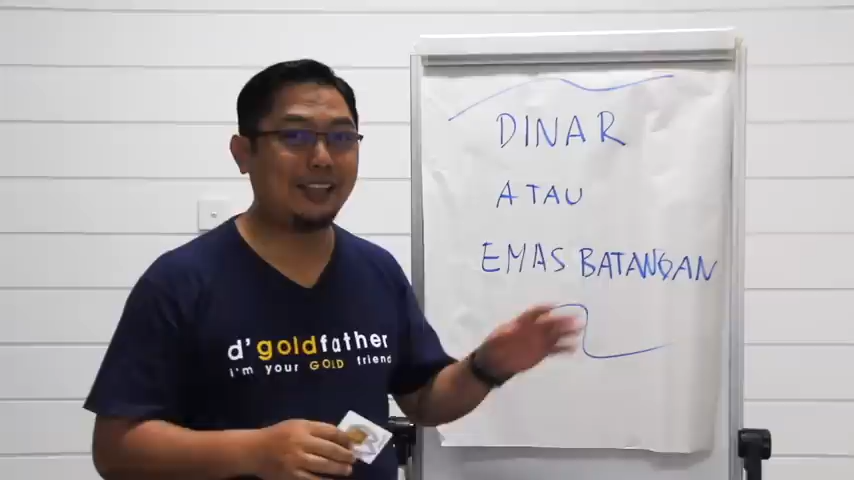 DINAR
ATAU
EMAS BATANGAN
d'goldfather
i'm your GOLD friend